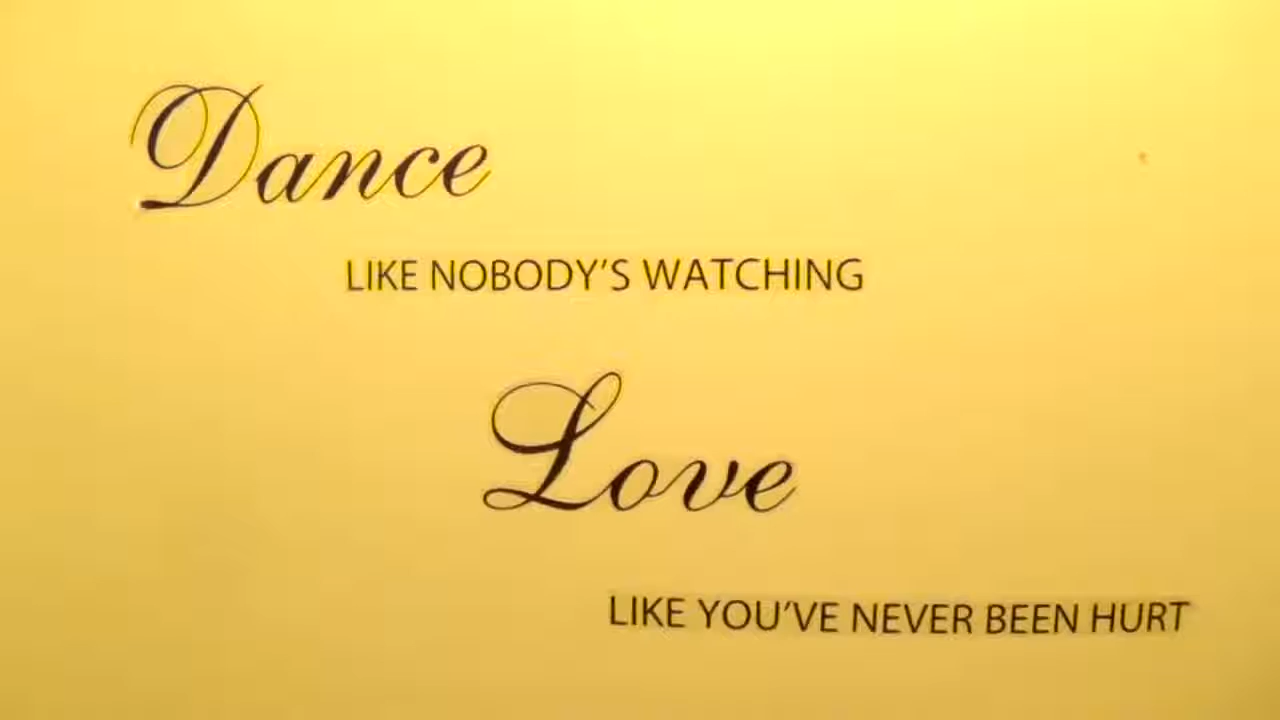 Dance
LIKE NOBODY'S WATCHING
Love
LIKE YOU'VE NEVER BEEN HURT